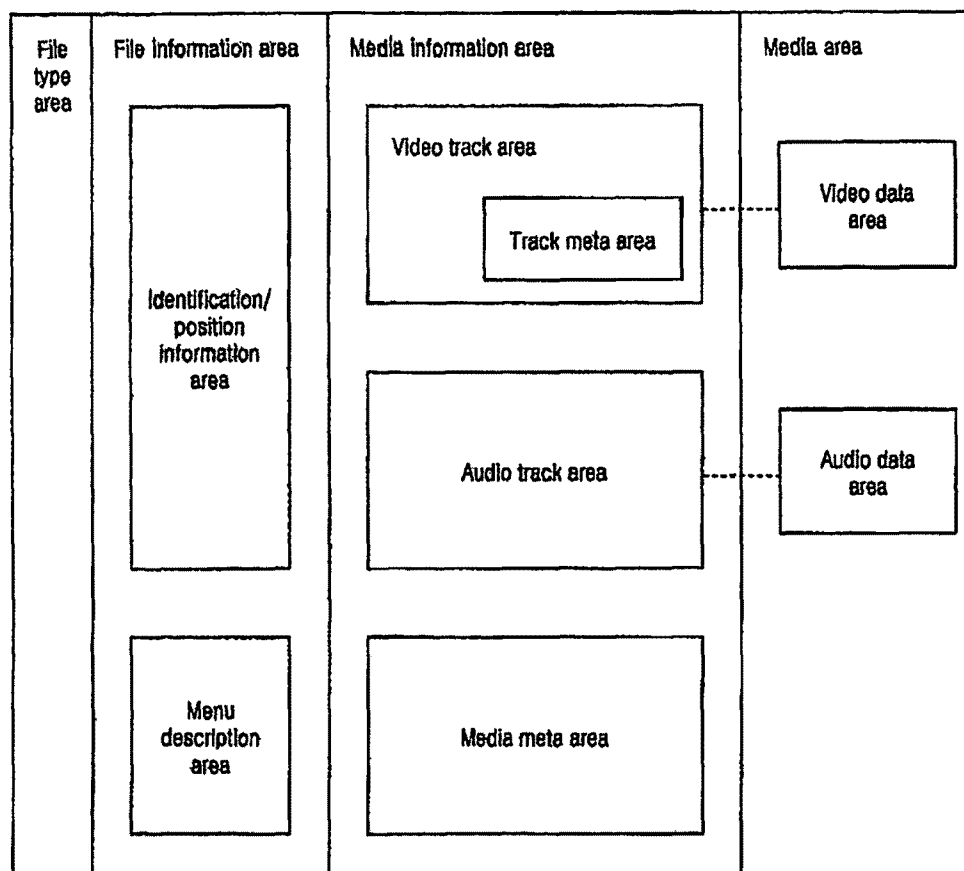 File
type
area
File information area
Identification/
position
information
area
Menu
description
area
Media information area
Video track area
Track meta area
Audio track area
Media meta area
Media area
Video data
area
Audio data
area